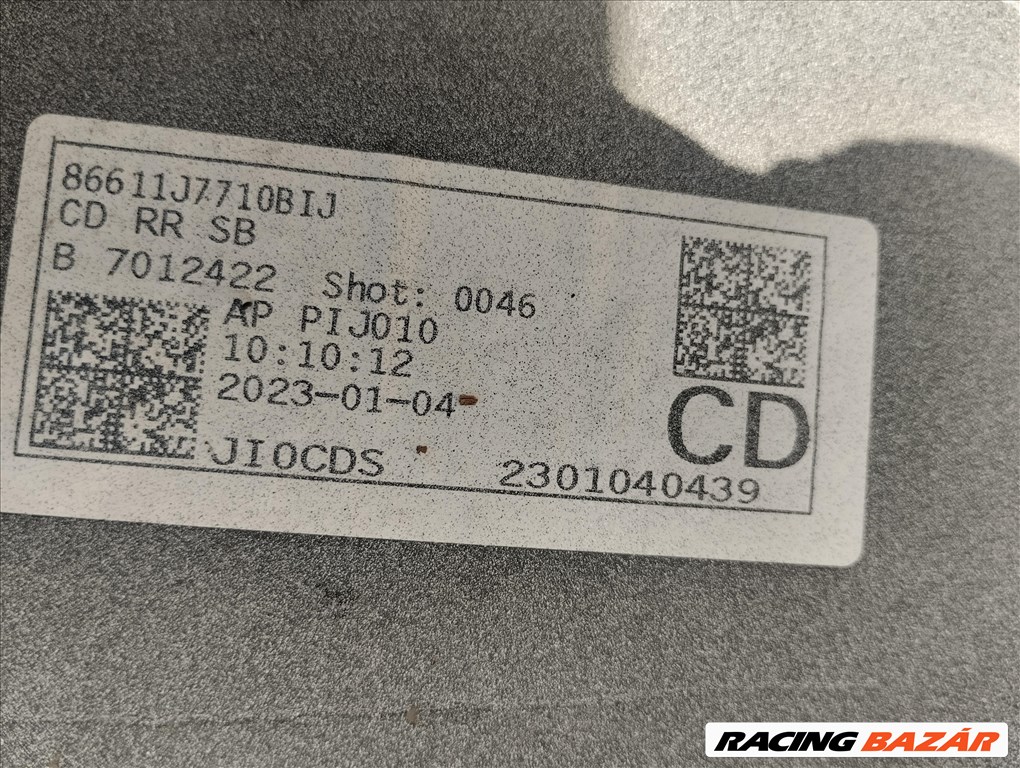 86611J7710BIJ
CD RR SB
B 7012422 Shot: 0046
AP PIJ010
10:10:12
2023-01-04
JI0CDS 2301040439
CD
RACING BAZÁR